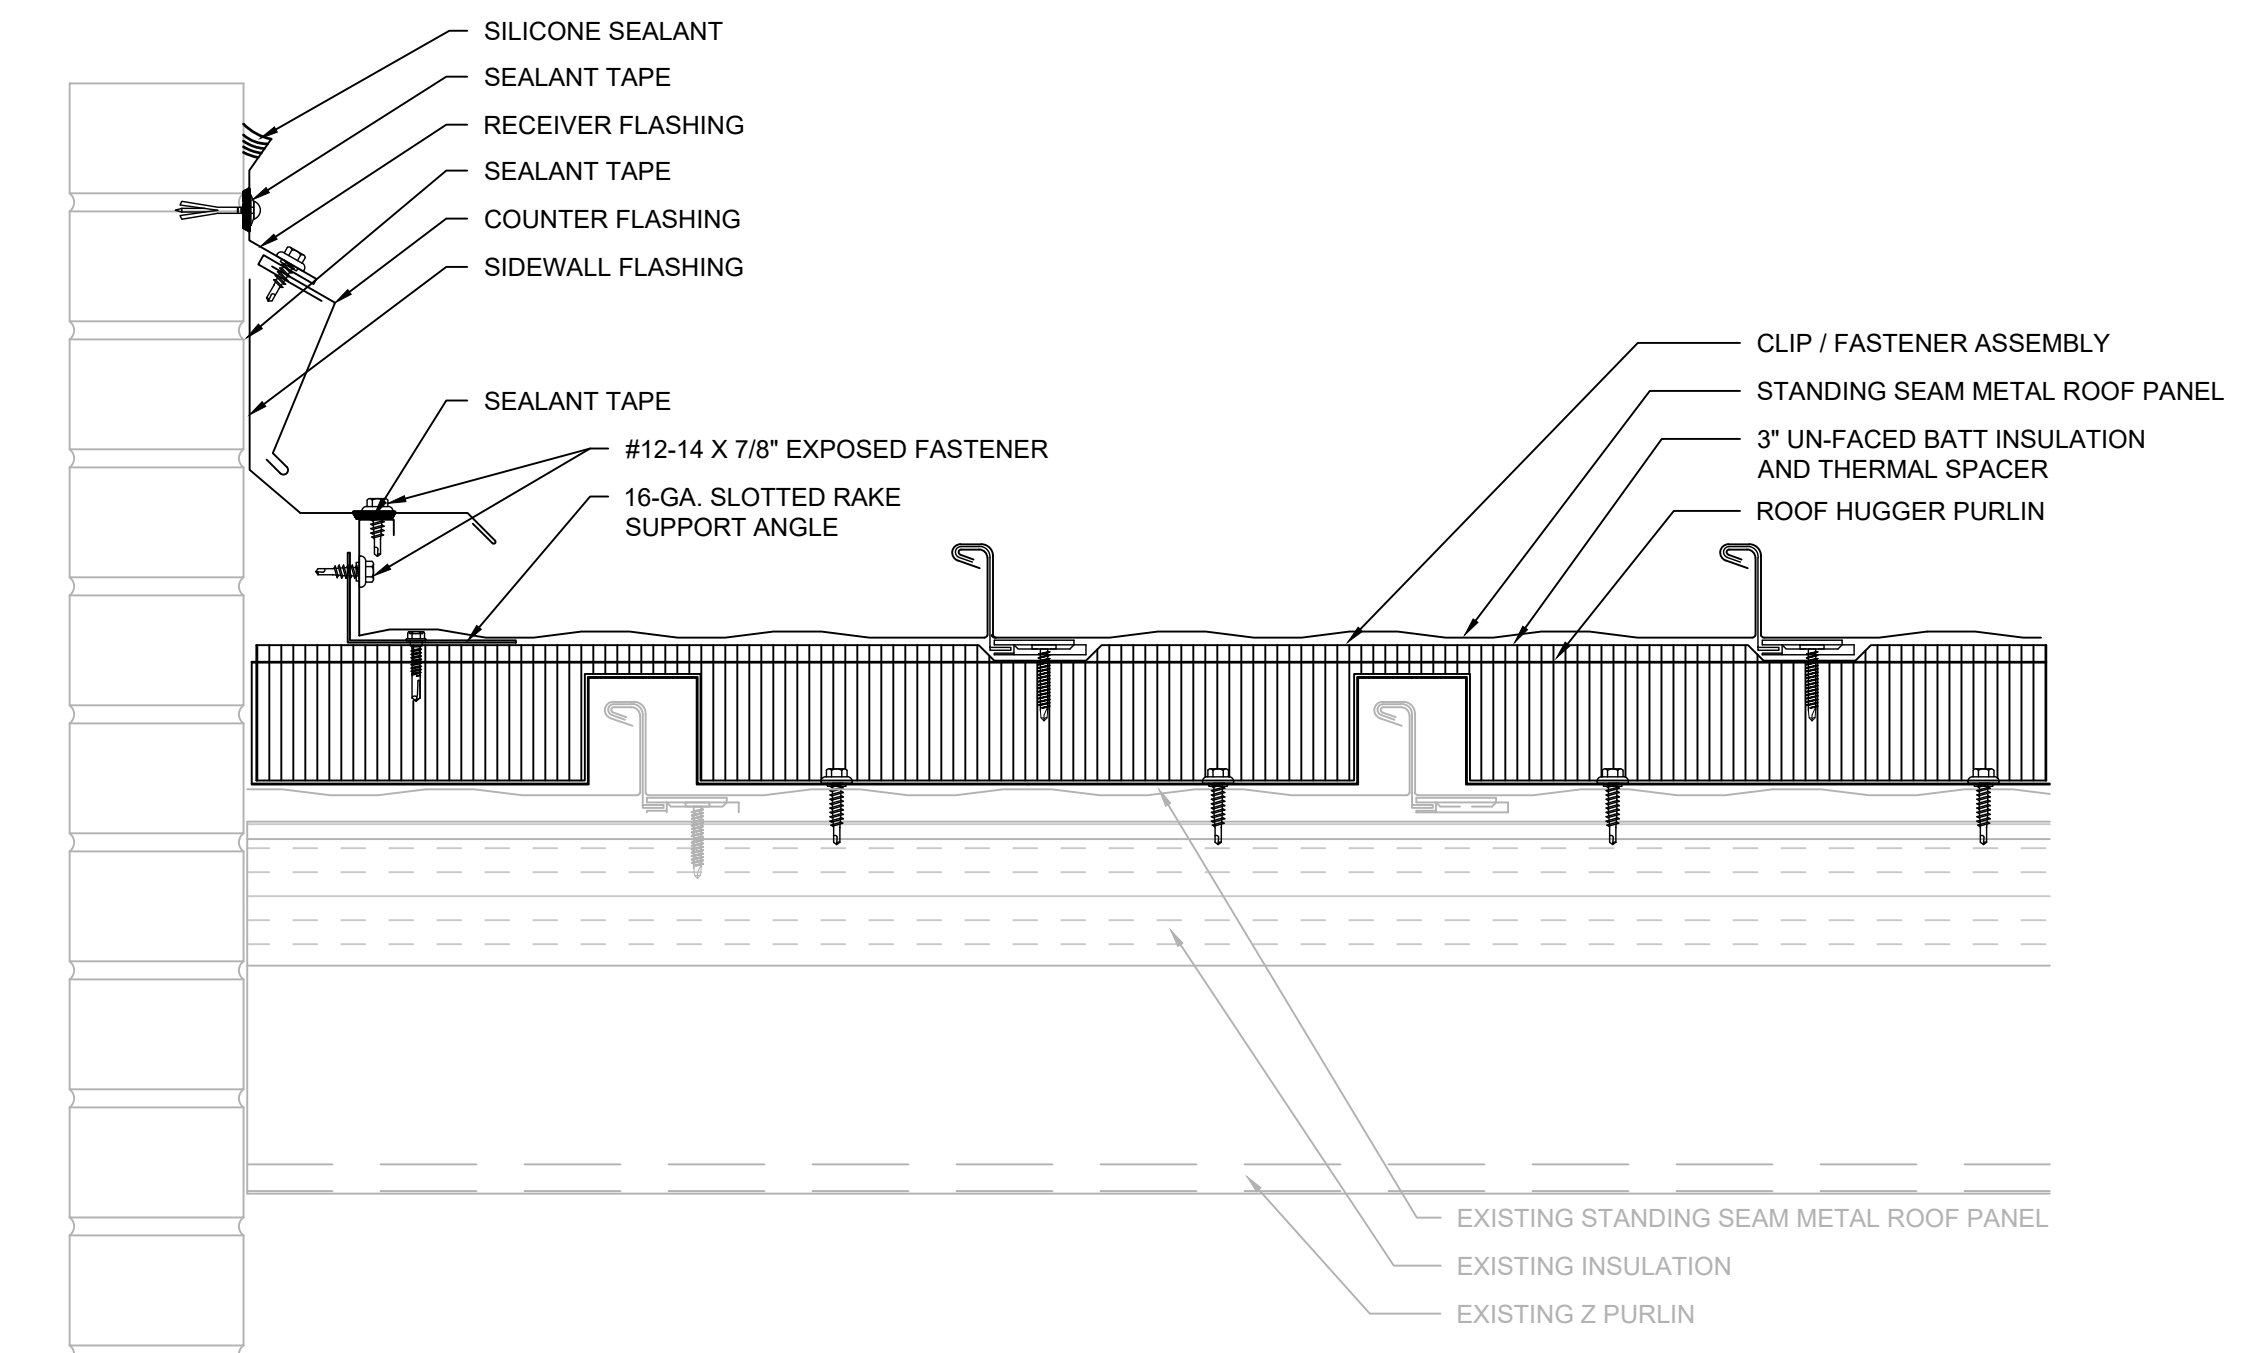 SILICONE SEALANT
SEALANT TAPE
RECEIVER FLASHING
SEALANT TAPE
COUNTER FLASHING
SIDEWALL FLASHING
SEALANT TAPE
#12-14 X 7/8" EXPOSED FASTENER
16-GA. SLOTTED RAKE
SUPPORT ANGLE
CLIP / FASTENER ASSEMBLY
STANDING SEAM METAL ROOF PANEL
3" UN-FACED BATT INSULATION
AND THERMAL SPACER
ROOF HUGGER PURLIN
EXISTING STANDING SEAM METAL ROOF PANEL
EXISTING INSULATION
EXISTING Z PURLIN